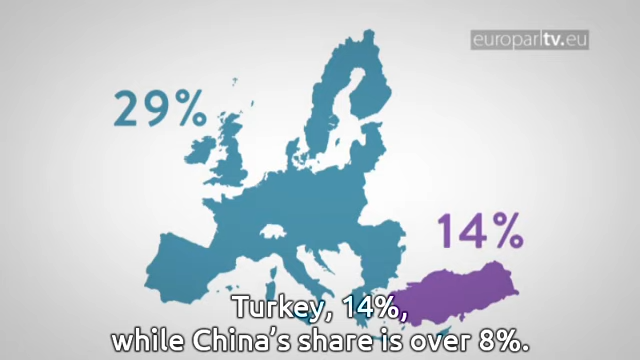 europarltv.eu
29%
14%
Turkey, 14%,
while China's share is over 8%.